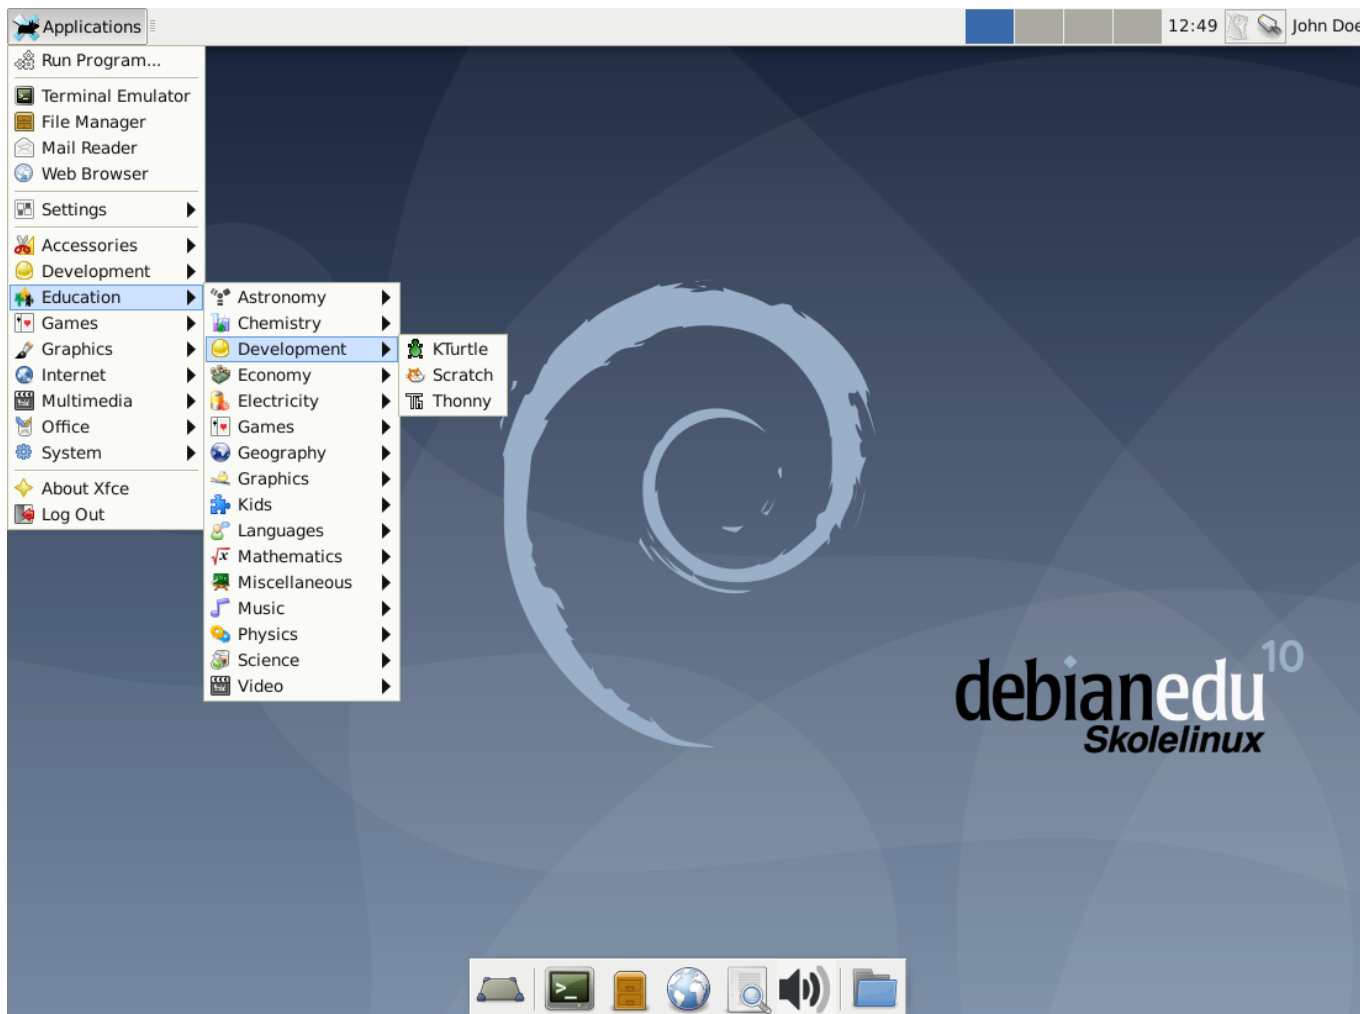 Applications
12:49
John Doe
Run Program...
Terminal Emulator
File Manager
Mail Reader
Web Browser
Settings
Accessories
Development
Education
Games
Graphics
Internet
Multimedia
Office
System
About Xfce
Log Out
Astronomy
Chemistry
Development
Economy
Electricity
Games
Geography
Graphics
Kids
Languages
Mathematics
Miscellaneous
Music
Physics
Science
Video
KTurtle
Scratch
Thonny
debianedu 10
Skolelinux